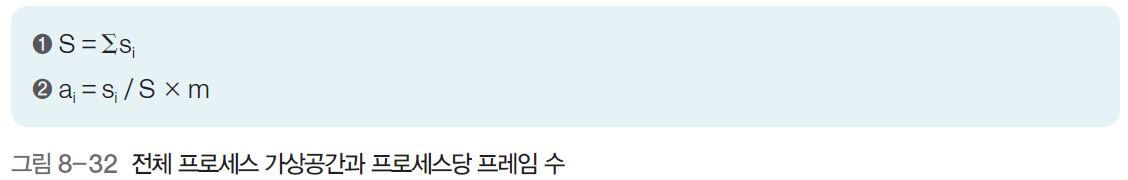 ❶ S = Σsᵢ
❷ aᵢ = sᵢ / S × m
그림 8-32 전체 프로세스 가상공간과 프로세스당 프레임 수